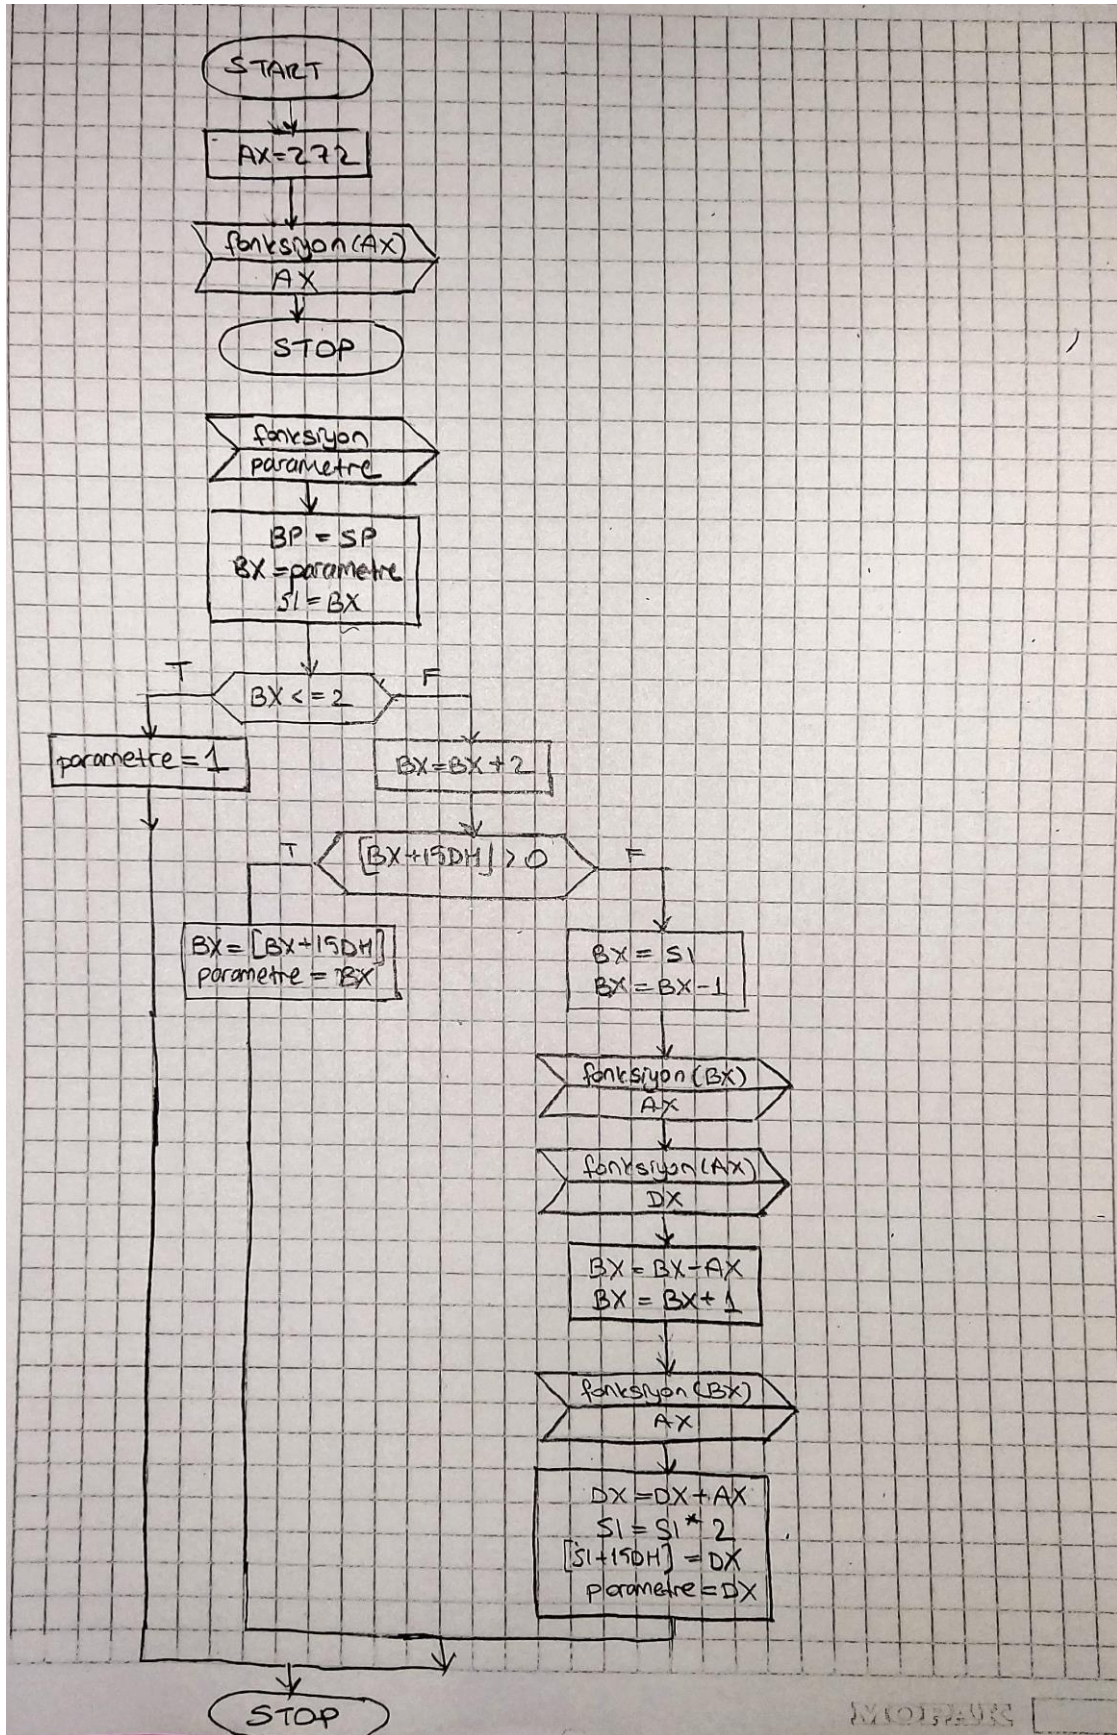 START
AX=272
fonksiyon(AX)
AX
STOP
fonksiyon
parametre
BP = SP
BX=parametre
SI=BX
T
BX<=2
F
parametre=1
BX=BX+2
T
[BX+15DH]>0
F
BX=[BX+15DH]
parametre=BX
BX=SI
BX=BX-1
fonksiyon(BX)
AX
fonksiyon(AX)
DX
BX=BX-AX
BX=BX+1
fonksiyon(BX)
AX
DX=DX+AX
SI=SI*2
[SI+15DH]=DX
parametre=DX
STOP